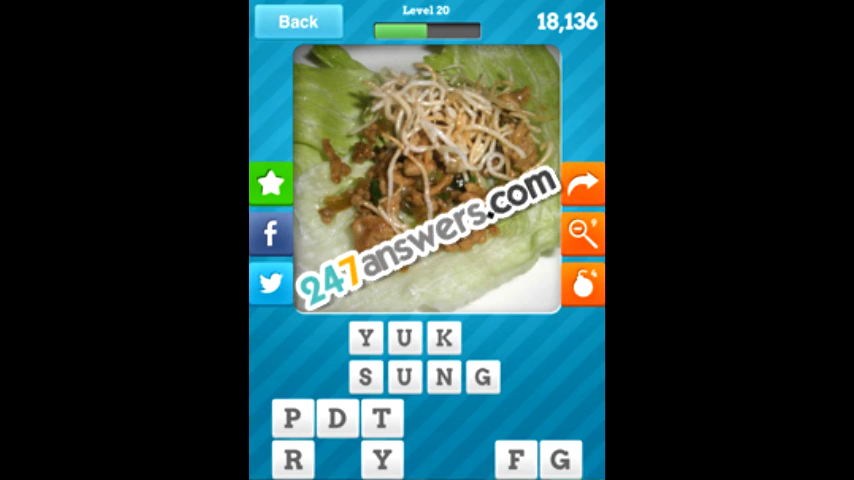 Back
Level 20
18,136
247answers.com
f
YUK
SUNG
PDT
R Y FG